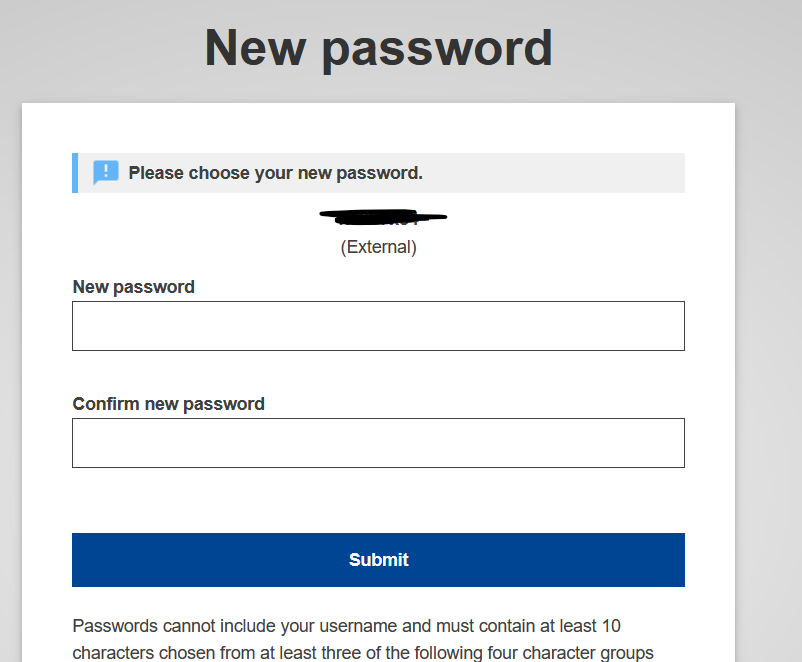 New password
Please choose your new password.
(External)
New password
Confirm new password
Submit
Passwords cannot include your username and must contain at least 10
characters chosen from at least three of the following four character groups